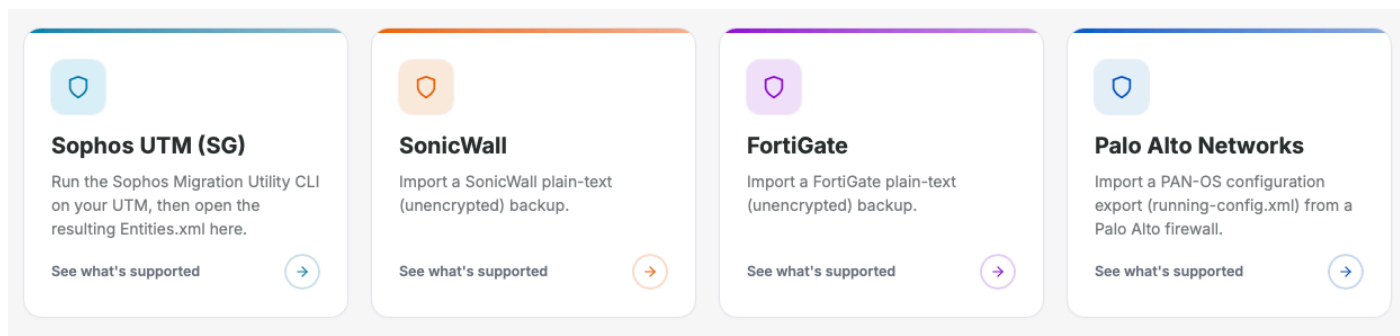 Sophos UTM (SG)
Run the Sophos Migration Utility CLI
on your UTM, then open the
resulting Entities.xml here.
See what's supported
SonicWall
Import a SonicWall plain-text
(unencrypted) backup.
See what's supported
FortiGate
Import a FortiGate plain-text
(unencrypted) backup.
See what's supported
Palo Alto Networks
Import a PAN-OS configuration
export (running-config.xml) from a
Palo Alto firewall.
See what's supported